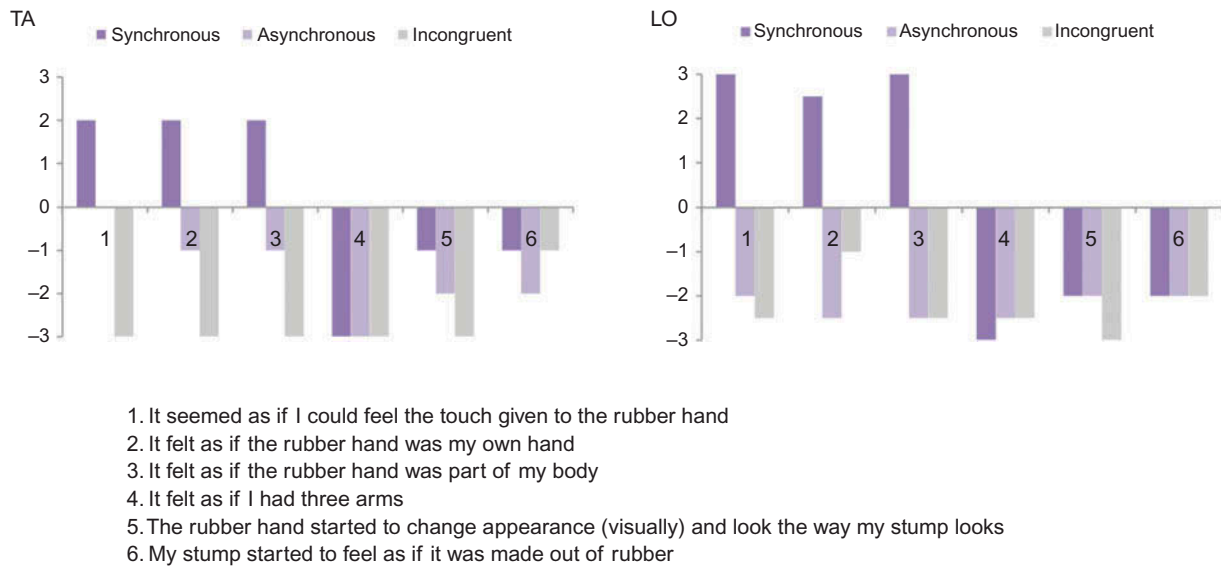 TA
Synchronous Asynchronous Incongruent
3
2
1
0
–1
–2
–3
1 2 3 4 5 6
LO
Synchronous Asynchronous Incongruent
3
2
1
0
–1
–2
–3
1 2 3 4 5 6
1. It seemed as if I could feel the touch given to the rubber hand
2. It felt as if the rubber hand was my own hand
3. It felt as if the rubber hand was part of my body
4. It felt as if I had three arms
5. The rubber hand started to change appearance (visually) and look the way my stump looks
6. My stump started to feel as if it was made out of rubber